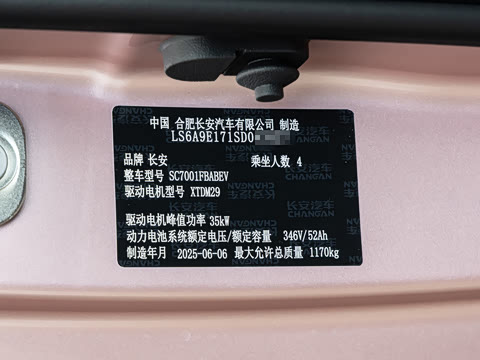 中国 合肥长安汽车有限公司 制造
LS6A9E171SD0
品牌 长安 乘坐人数 4
整车型号 SC7001FBABEV
驱动电机型号 XTDM29
驱动电机峰值功率 35kW
动力电池系统额定电压/额定容量 346V/52Ah
制造年月 2025-06-06 最大允许总质量 1170kg